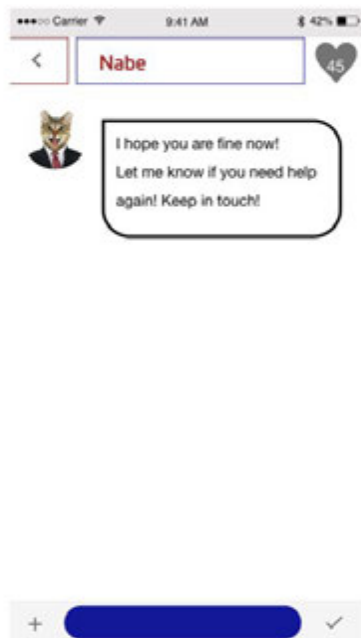 Carrier 9:41 AM 42%
Nabe
45
I hope you are fine now!
Let me know if you need help
again! Keep in touch!